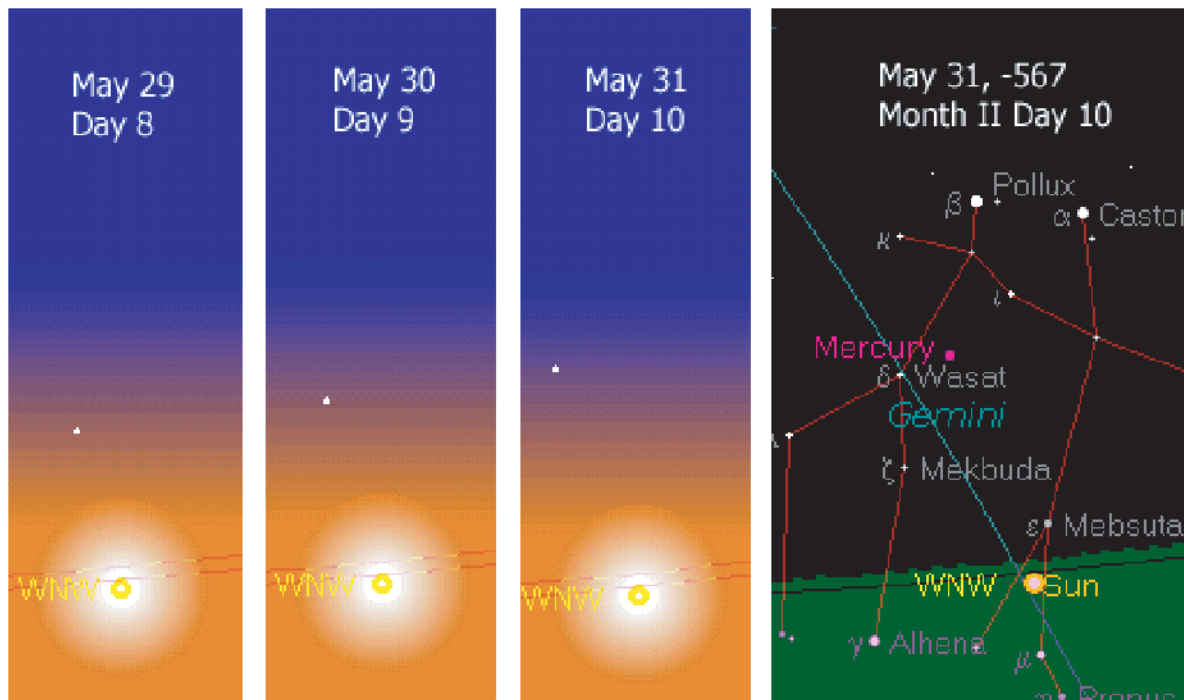 May 29
Day 8
WNW
May 30
Day 9
WNW
May 31
Day 10
WNW
May 31, -567
Month II Day 10
β Pollux
α Castor
κ
ι
Mercury
δ Wasat
Gemini
λ
ζ Mekbuda
ε Mebsuta
WNW Sun
γ Alhena
μ
η Propus